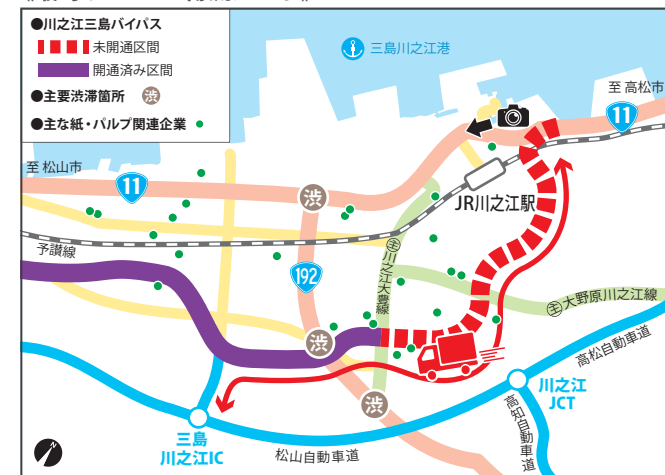 ●川之江三島バイパス
未開通区間
開通済み区間
●主要渋滞箇所 渋
●主な紙・パルプ関連企業
三島川之江港
至 高松市
11
至 松山市
11
JR川之江駅
渋
予讃線
192
主 川之江大豊線
主 大野原川之江線
渋
高松自動車道
川之江
JCT
渋
高知自動車道
三島
川之江IC
松山自動車道